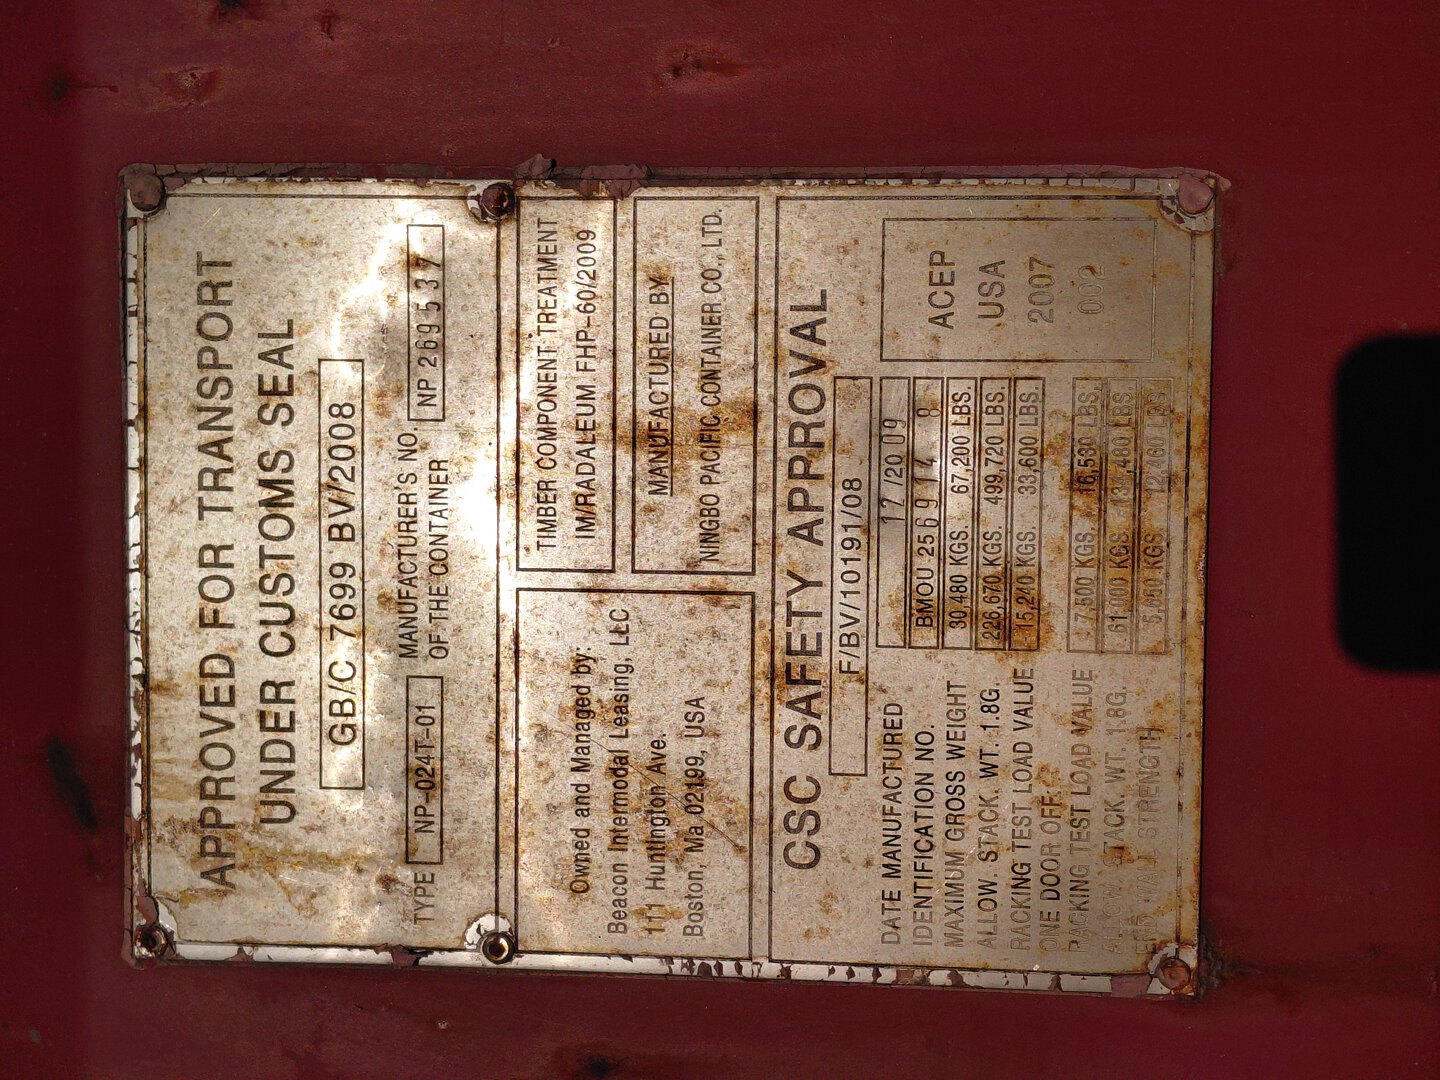 APPROVED FOR TRANSPORT
UNDER CUSTOMS SEAL
GB/C 7699 BV/2008
TYPE NP-024T-01 MANUFACTURER'S NO. OF THE CONTAINER NP 269537
Owned and Managed by:
Beacon Intermodal Leasing, LLC
111 Huntington Ave.
Boston, Ma 02199, USA
TIMBER COMPONENT TREATMENT
IM/RADALEUM FHP-60/2009
MANUFACTURED BY
NINGBO PACIFIC CONTAINER CO., LTD.
CSC SAFETY APPROVAL
F/BV/10191/08
DATE MANUFACTURED 12/2009
IDENTIFICATION NO. BMOU 256914 8
MAXIMUM GROSS WEIGHT 30,480 KGS. 67,200 LBS.
ALLOW. STACK. WT. 1.8G. 226,670 KGS. 499,720 LBS.
RACKING TEST LOAD VALUE 15,240 KGS. 33,600 LBS.
ONE DOOR OFF.
RACKING TEST LOAD VALUE 7,500 KGS. 16,530 LBS.
ALLOW. STACK. WT. 1.8G. 61,000 KGS. 134,480 LBS.
END WALL STRENGTH KGS. LBS.
ACEP
USA
2007
002